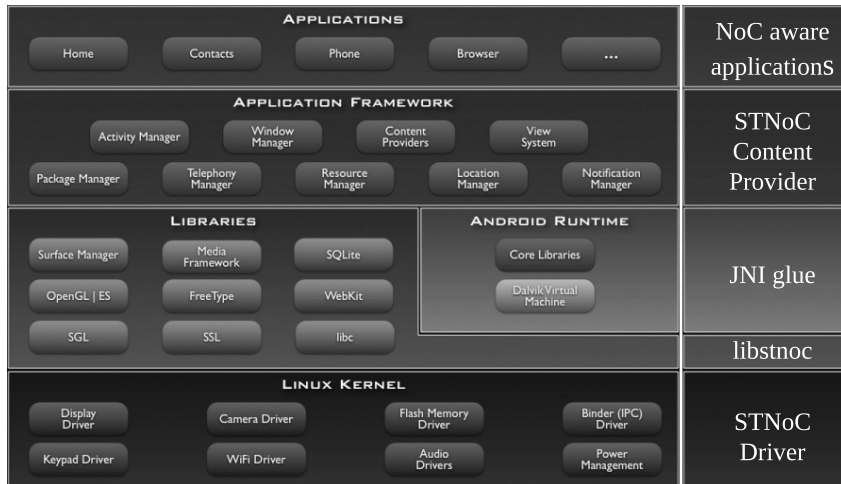 APPLICATIONS
Home
Contacts
Phone
Browser
...
NoC aware
applications
APPLICATION FRAMEWORK
Activity Manager
Window
Manager
Content
Providers
View
System
Package Manager
Telephony
Manager
Resource
Manager
Location
Manager
Notification
Manager
STNoC
Content
Provider
LIBRARIES
Surface Manager
Media
Framework
SQLite
OpenGL | ES
FreeType
WebKit
SGL
SSL
libc
ANDROID RUNTIME
Core Libraries
Dalvik Virtual
Machine
JNI glue
libstnoc
LINUX KERNEL
Display
Driver
Camera Driver
Flash Memory
Driver
Binder (IPC)
Driver
Keypad Driver
WiFi Driver
Audio
Drivers
Power
Management
STNoC
Driver